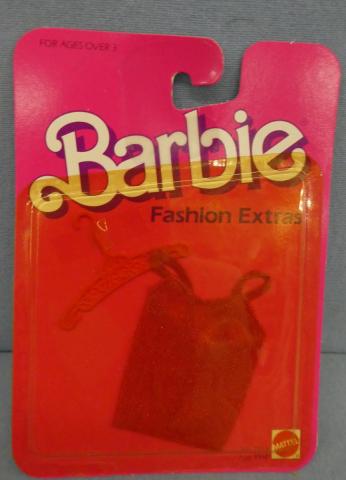 FOR AGES OVER 3
Barbie
Fashion Extras
MATTEL